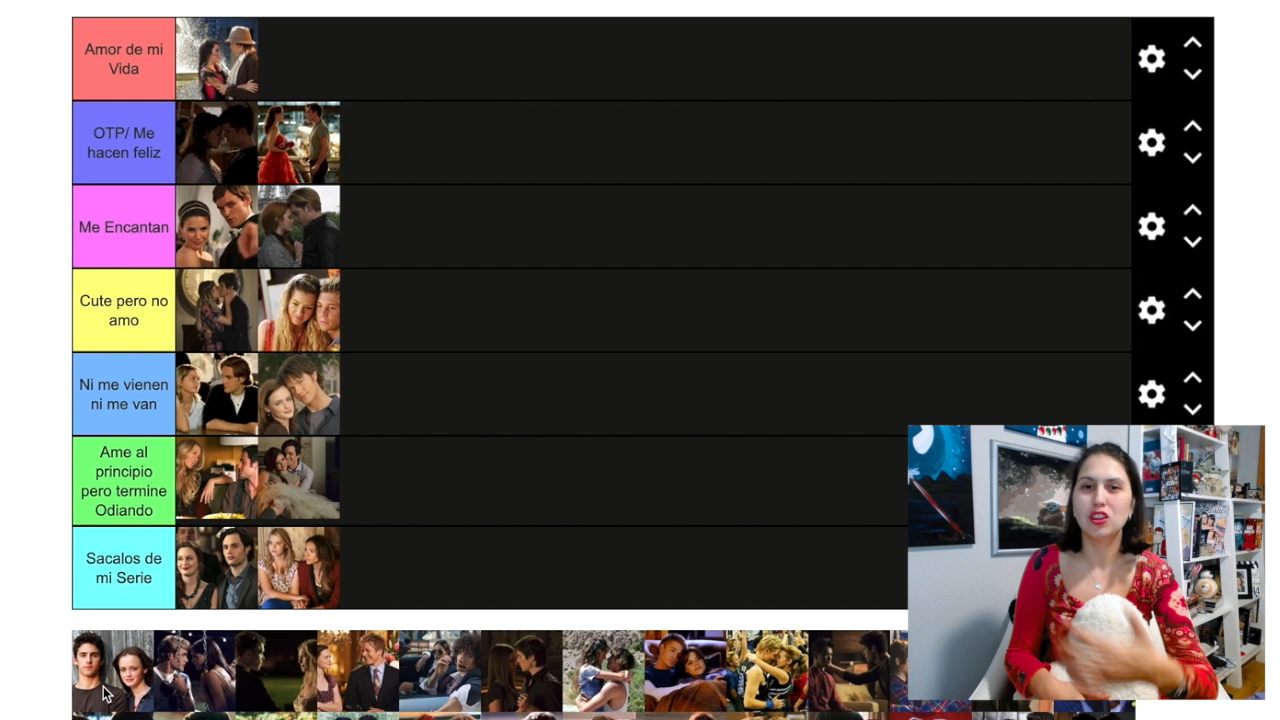 Amor de mi
Vida
OTP/ Me
hacen feliz
Me Encantan
Cute pero no
amo
Ni me vienen
ni me van
Ame al
principio
pero termine
Odiando
Sacalos de
mi Serie